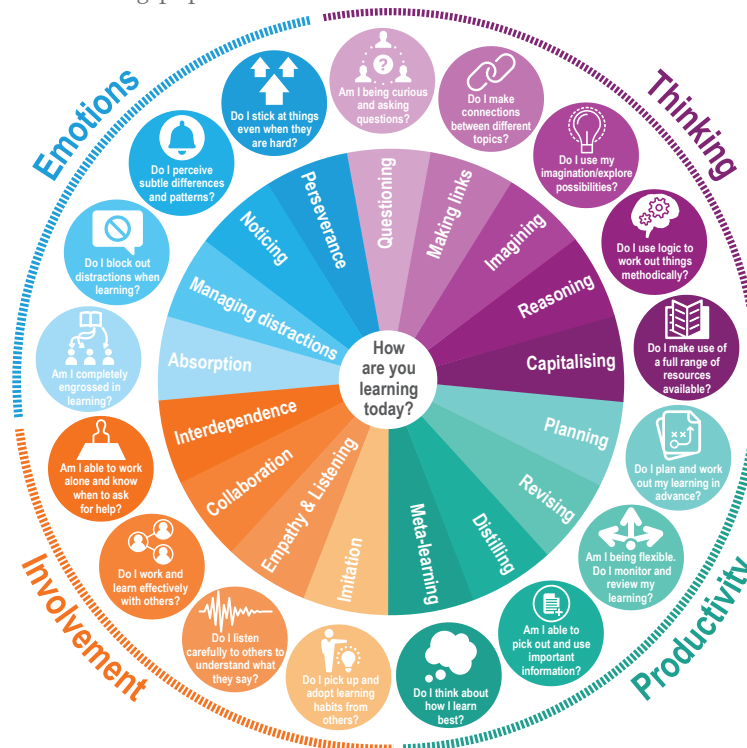 Emotions
Thinking
Productivity
Involvement
How
are you
learning
today?
Questioning
Making links
Imagining
Reasoning
Capitalising
Planning
Revising
Distilling
Meta-learning
Imitation
Empathy & Listening
Collaboration
Interdependence
Absorption
Managing distractions
Noticing
Perseverance
Am I being curious
and asking
questions?
?
Do I make
connections
between different
topics?
Do I use my
imagination/explore
possibilities?
Do I use logic to
work out things
methodically?
Do I make use of
a full range of
resources
available?
Do I plan and work
out my learning in
advance?
Am I being flexible.
Do I monitor and
review my
learning?
Am I able to
pick out and use
important
information?
Do I think about
how I learn
best?
Do I pick up and
adopt learning
habits from
others?
Do I listen
carefully to others to
understand what
they say?
Do I work and
learn effectively
with others?
Am I able to work
alone and know
when to ask
for help?
Am I completely
engrossed in
learning?
Do I block out
distractions when
learning?
Do I perceive
subtle differences
and patterns?
Do I stick at things
even when they
are hard?